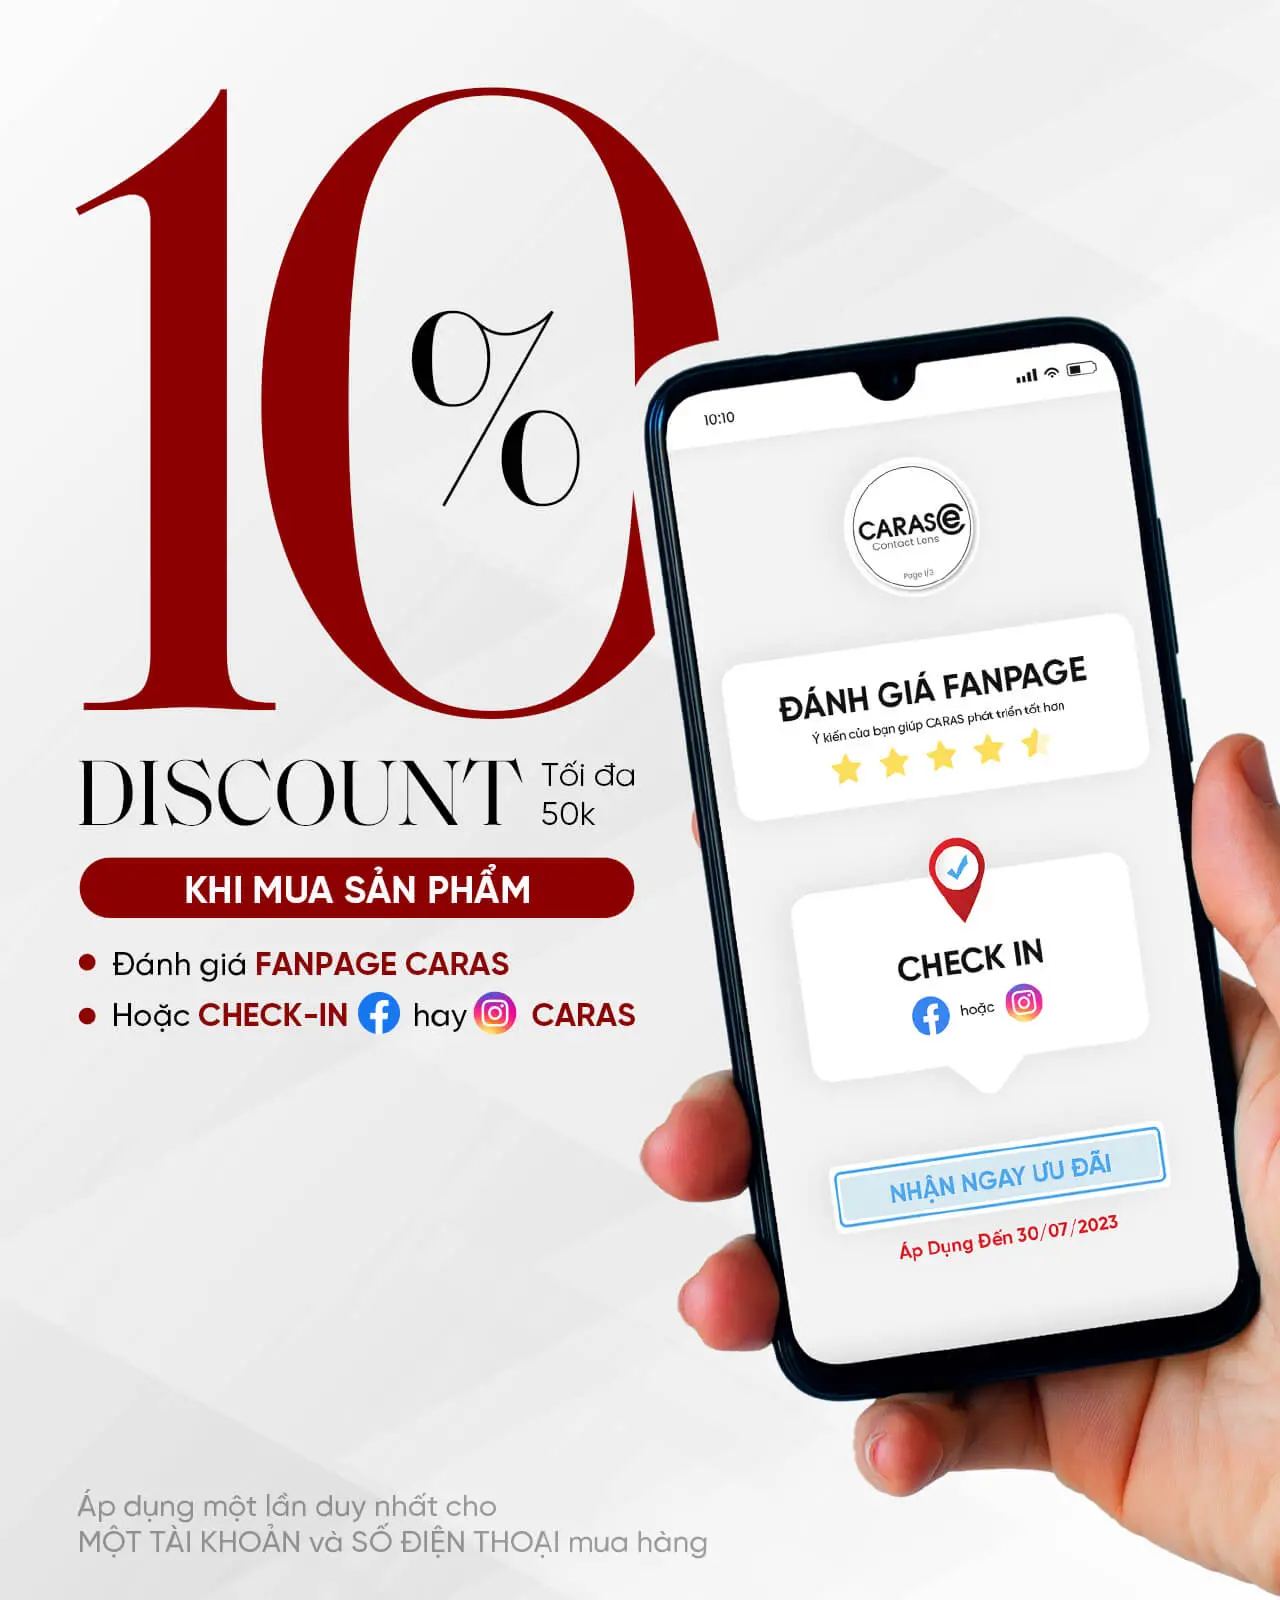 10%
DISCOUNT
Tối đa
50k
KHI MUA SẢN PHẨM
Đánh giá FANPAGE CARAS
Hoặc CHECK-IN hay CARAS
10:10
CARAS
Contact Lens
Page 1/3
ĐÁNH GIÁ FANPAGE
Ý kiến của bạn giúp CARAS phát triển tốt hơn
CHECK IN
hoặc
NHẬN NGAY ƯU ĐÃI
Áp Dụng Đến 30/07/2023
Áp dụng một lần duy nhất cho
MỘT TÀI KHOẢN và SỐ ĐIỆN THOẠI mua hàng